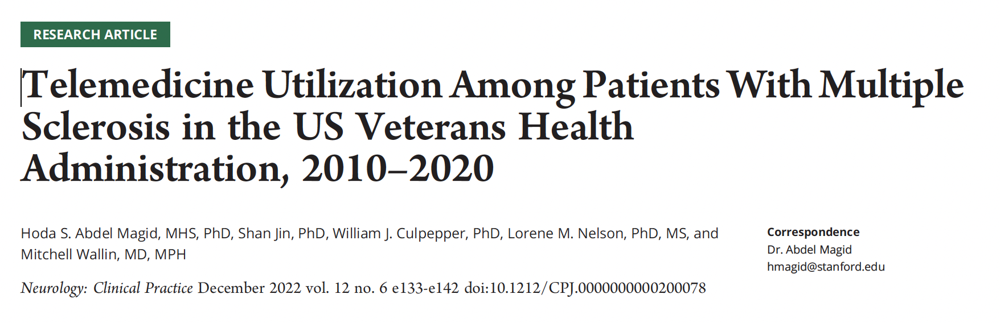 RESEARCH ARTICLE
Telemedicine Utilization Among Patients With Multiple
Sclerosis in the US Veterans Health
Administration, 2010–2020
Hoda S. Abdel Magid, MHS, PhD, Shan Jin, PhD, William J. Culpepper, PhD, Lorene M. Nelson, PhD, MS, and
Mitchell Wallin, MD, MPH
Neurology: Clinical Practice December 2022 vol. 12 no. 6 e133-e142 doi:10.1212/CPJ.0000000000200078
Correspondence
Dr. Abdel Magid
hmagid@stanford.edu